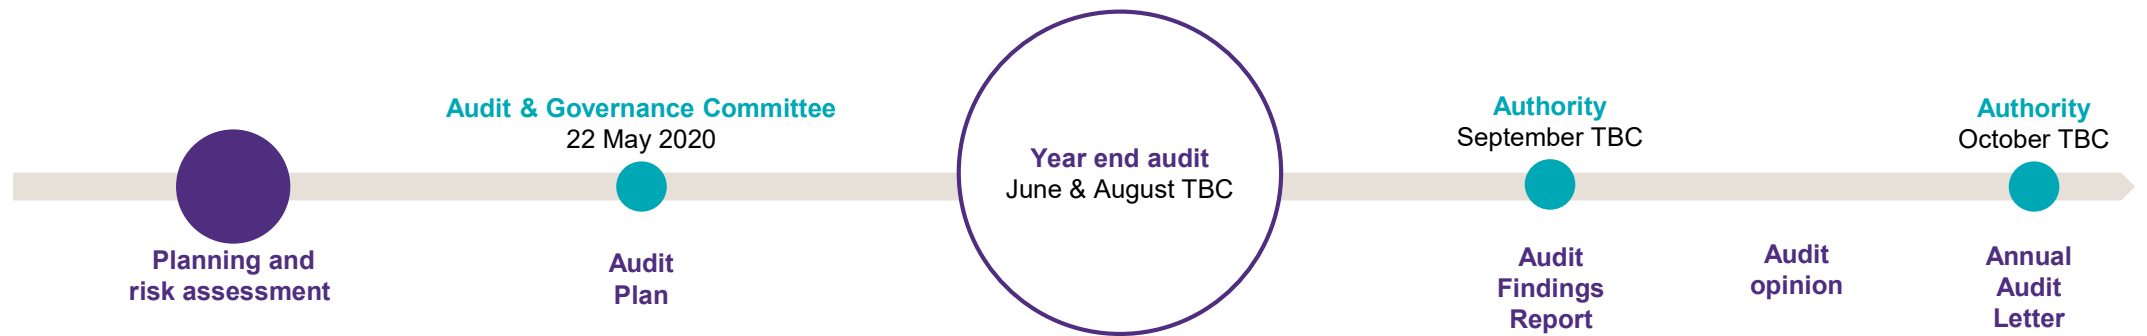 Planning and
risk assessment
Audit & Governance Committee
22 May 2020
Audit
Plan
Year end audit
June & August TBC
Authority
September TBC
Audit
Findings
Report
Audit
opinion
Authority
October TBC
Annual
Audit
Letter